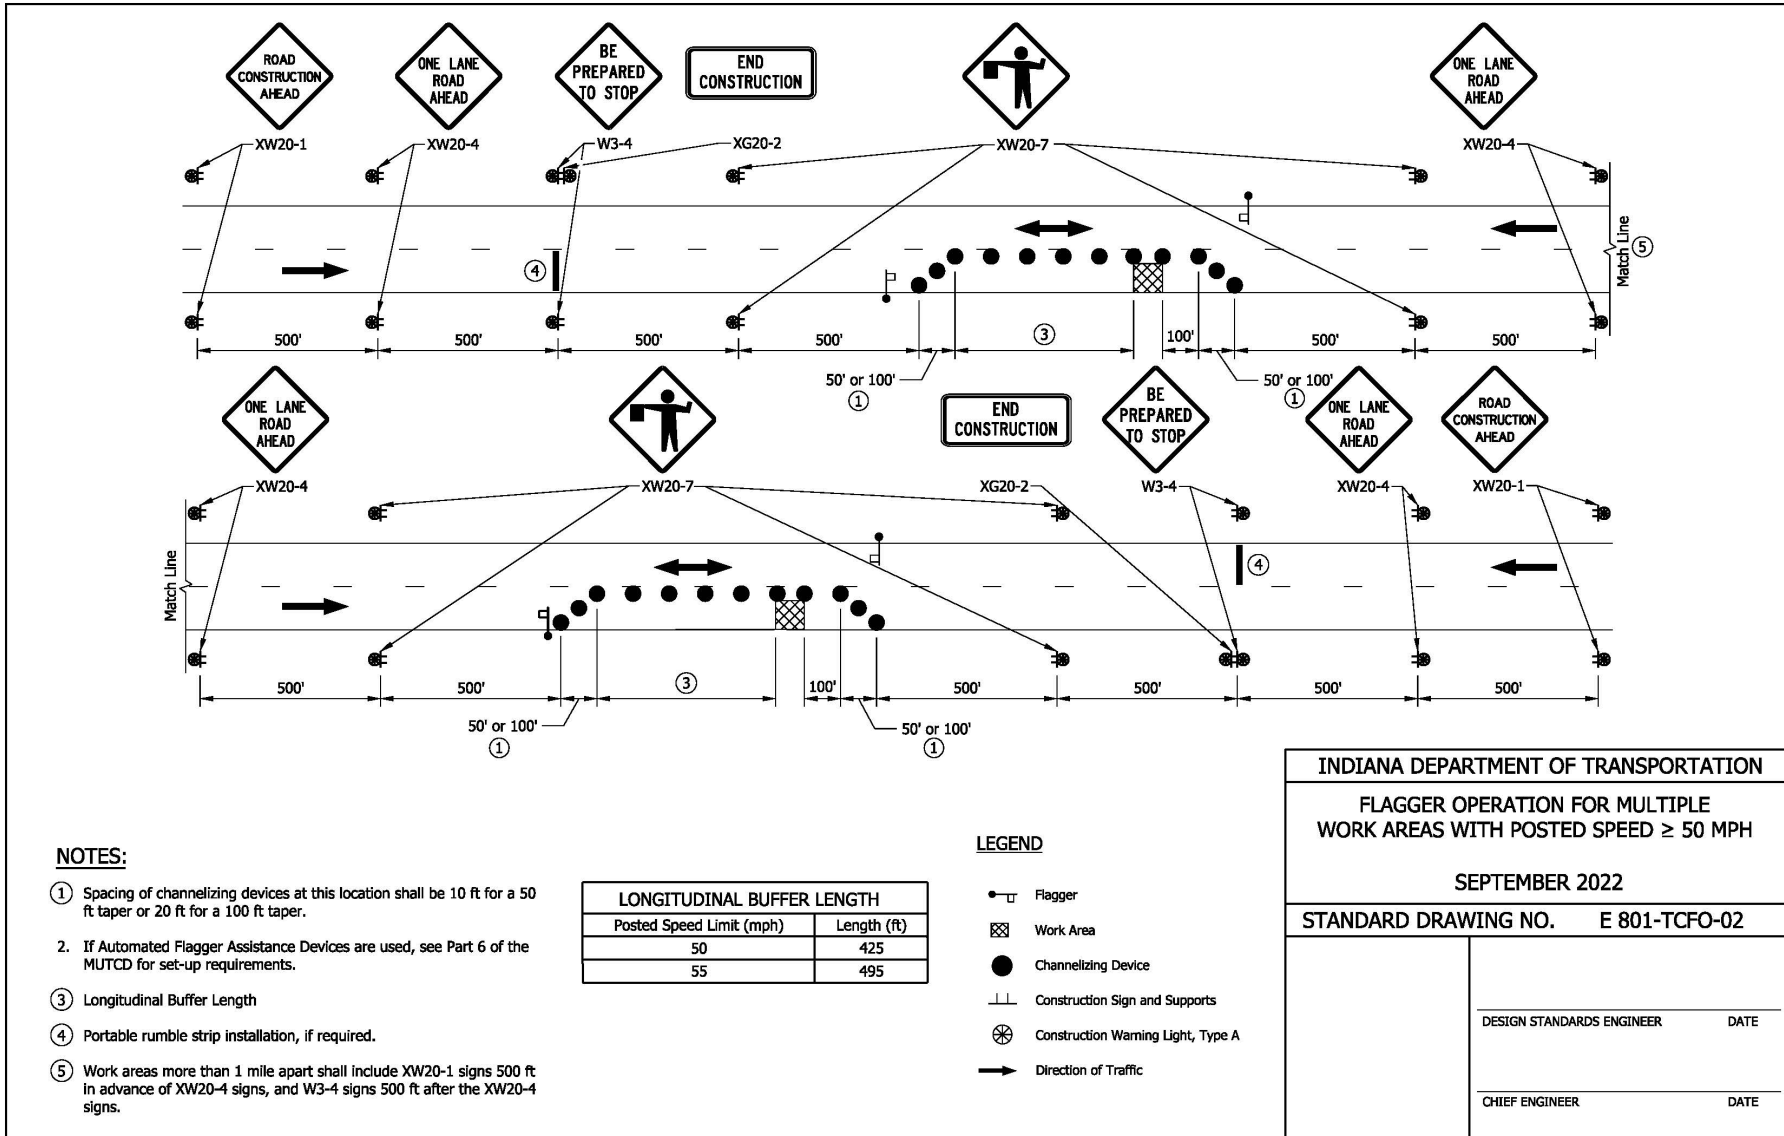 ROAD
CONSTRUCTION
AHEAD
ONE LANE
ROAD
AHEAD
BE
PREPARED
TO STOP
END
CONSTRUCTION
ONE LANE
ROAD
AHEAD
XW20-1
XW20-4
W3-4
XG20-2
XW20-7
XW20-4
4
Match Line
5
500'
500'
500'
500'
3
100'
500'
500'
50' or 100'
1
50' or 100'
1
ONE LANE
ROAD
AHEAD
END
CONSTRUCTION
BE
PREPARED
TO STOP
ONE LANE
ROAD
AHEAD
ROAD
CONSTRUCTION
AHEAD
XW20-4
XW20-7
XG20-2
W3-4
XW20-4
XW20-1
Match Line
4
500'
500'
3
100'
500'
500'
500'
500'
50' or 100'
1
50' or 100'
1
NOTES:
1 Spacing of channelizing devices at this location shall be 10 ft for a 50
ft taper or 20 ft for a 100 ft taper.
2. If Automated Flagger Assistance Devices are used, see Part 6 of the
MUTCD for set-up requirements.
3 Longitudinal Buffer Length
4 Portable rumble strip installation, if required.
5 Work areas more than 1 mile apart shall include XW20-1 signs 500 ft
in advance of XW20-4 signs, and W3-4 signs 500 ft after the XW20-4
signs.
LONGITUDINAL BUFFER LENGTH
Posted Speed Limit (mph) Length (ft)
50 425
55 495
LEGEND
Flagger
Work Area
Channelizing Device
Construction Sign and Supports
Construction Warning Light, Type A
Direction of Traffic
INDIANA DEPARTMENT OF TRANSPORTATION
FLAGGER OPERATION FOR MULTIPLE
WORK AREAS WITH POSTED SPEED ≥ 50 MPH
SEPTEMBER 2022
STANDARD DRAWING NO. E 801-TCFO-02
DESIGN STANDARDS ENGINEER DATE
CHIEF ENGINEER DATE